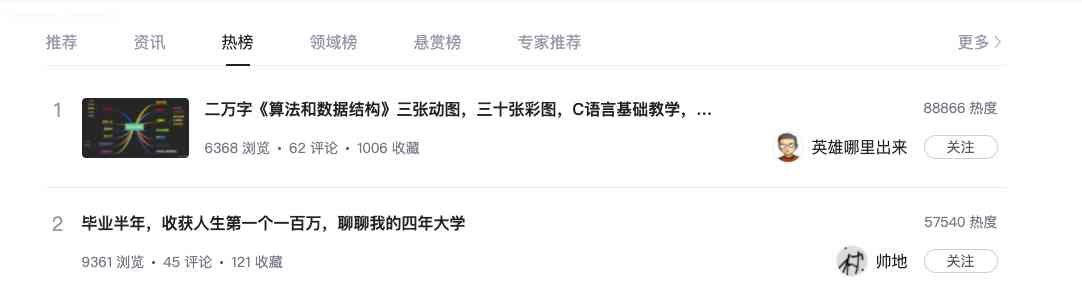 推荐 资讯 热榜 领域榜 悬赏榜 专家推荐 更多
1 二万字《算法和数据结构》三张动图，三十张彩图，C语言基础教学，... 88866 热度
6368 浏览 • 62 评论 • 1006 收藏 英雄哪里出来 关注
2 毕业半年，收获人生第一个一百万，聊聊我的四年大学 57540 热度
9361 浏览 • 45 评论 • 121 收藏 帅地 关注